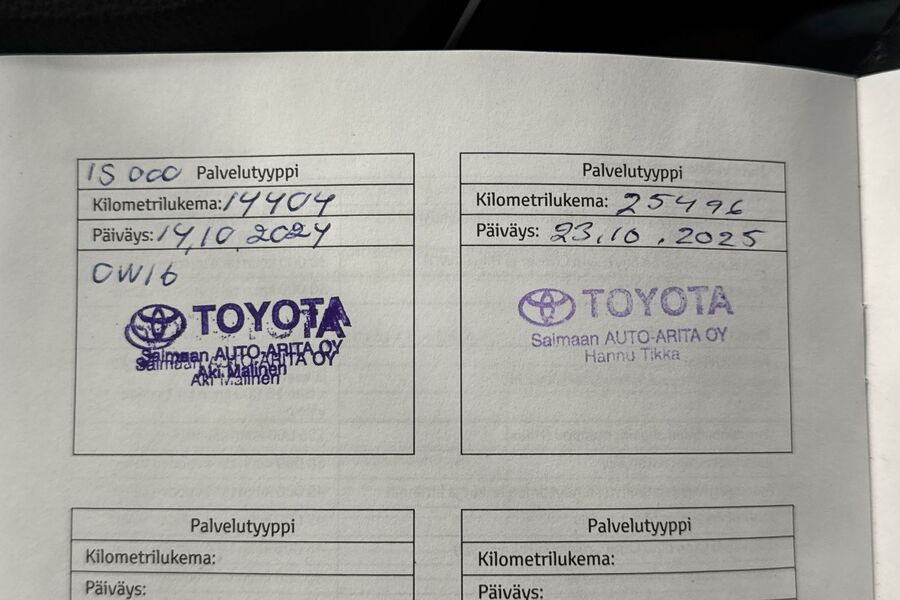 15 000 Palvelutyyppi
Kilometrilukema: 14404
Päiväys: 14,10,2024
0W16
TOYOTA
Saimaan AUTO-ARITA OY
Aki Malinen
Palvelutyyppi
Kilometrilukema: 25496
Päiväys: 23.10.2025
TOYOTA
Saimaan AUTO-ARITA OY
Hannu Tikka
Palvelutyyppi
Kilometrilukema:
Päiväys:
Palvelutyyppi
Kilometrilukema:
Päiväys: